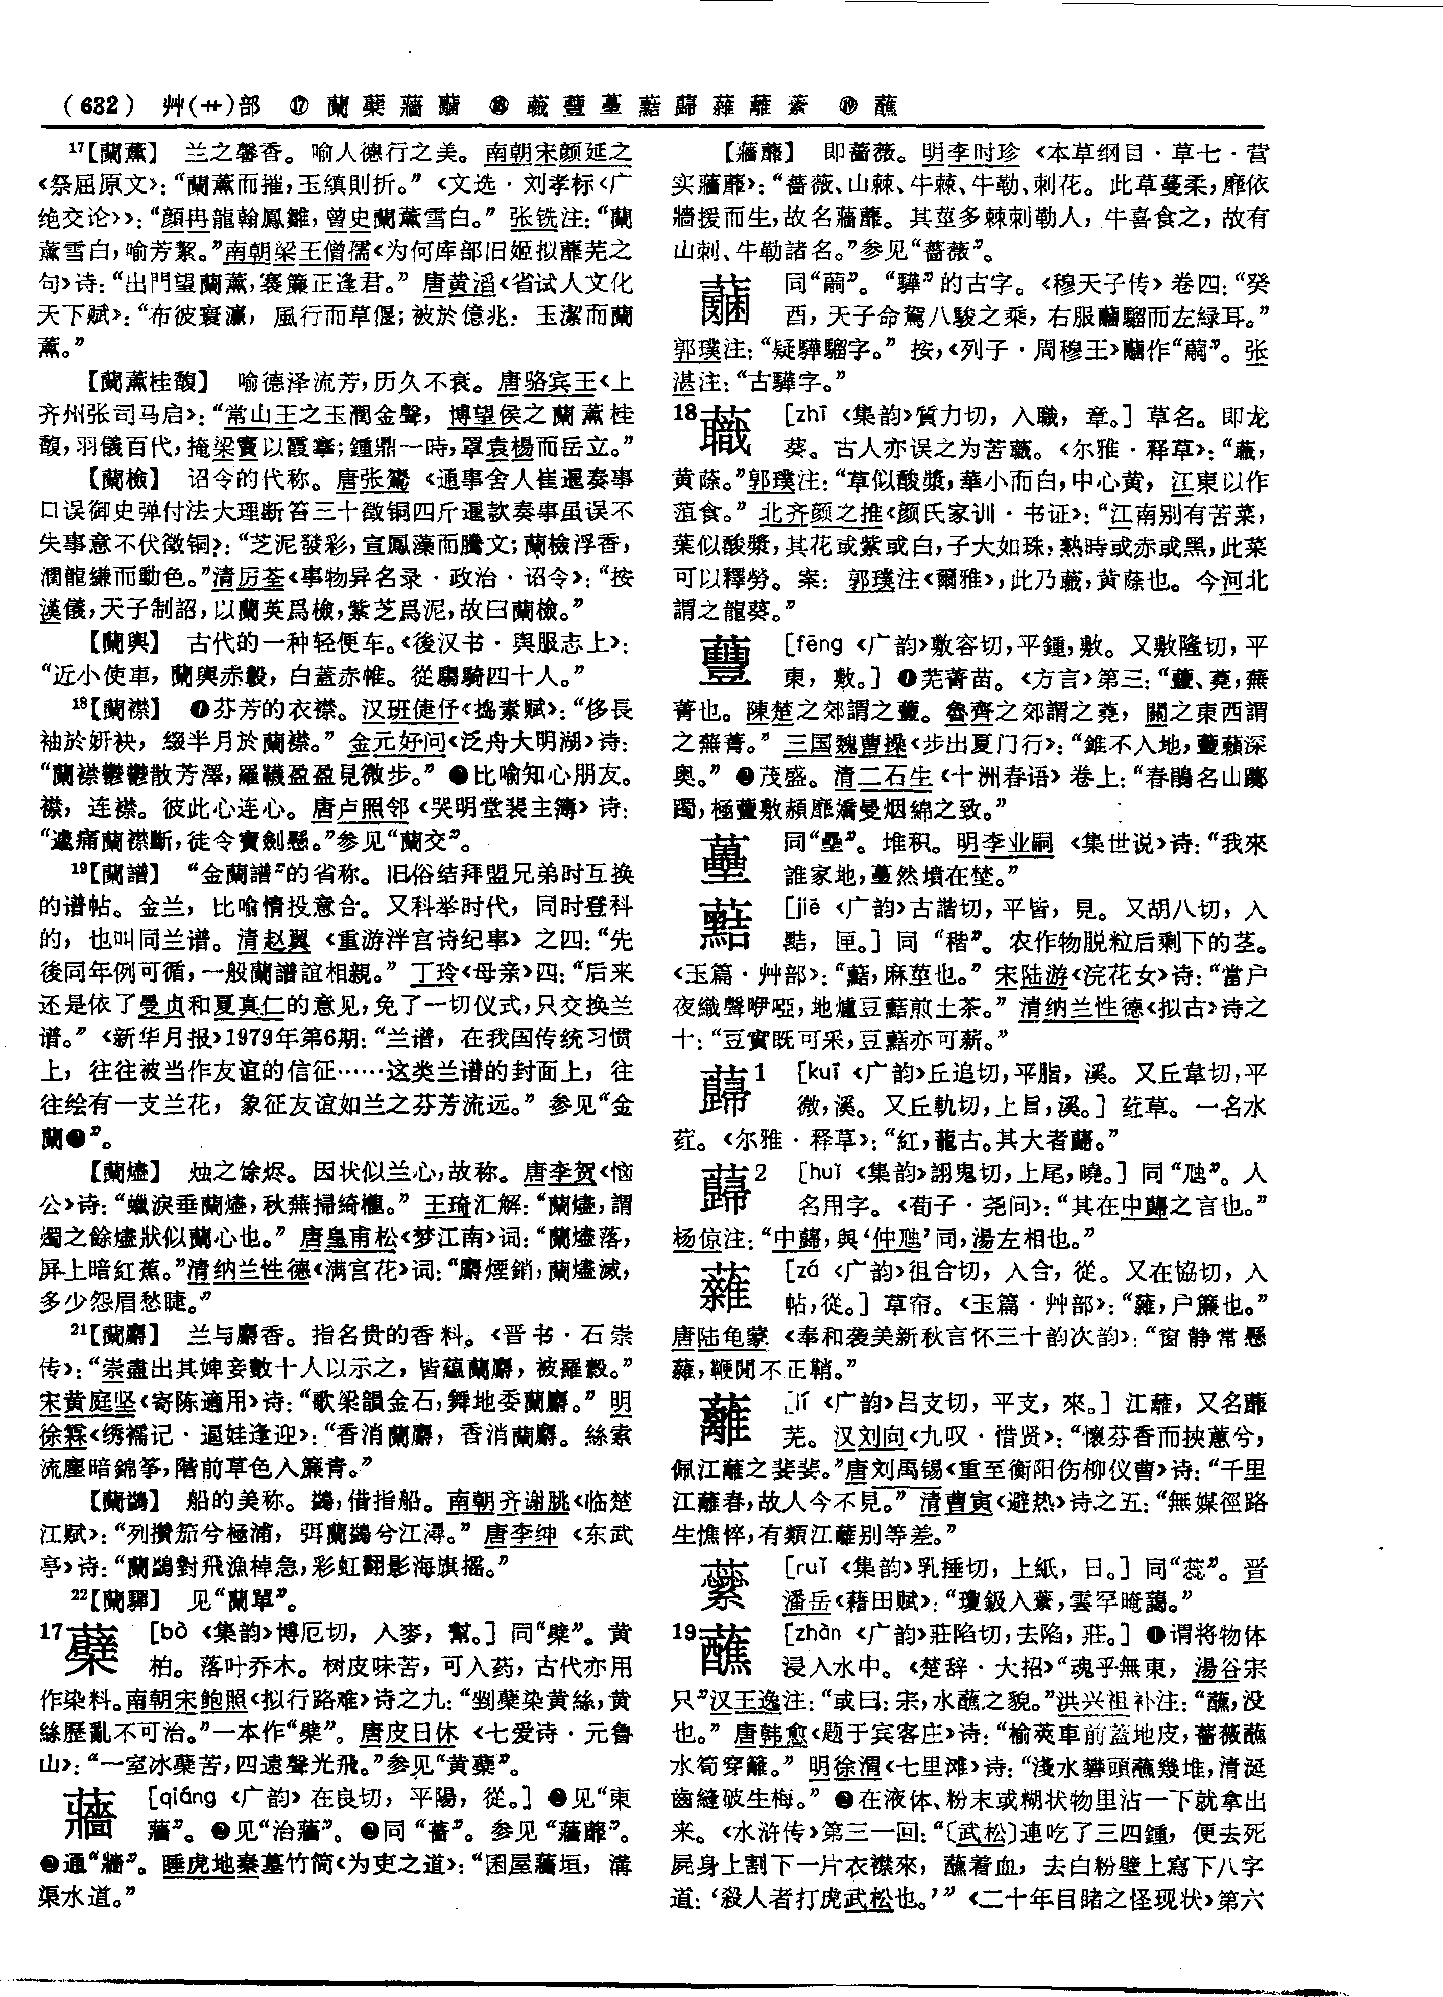 (632) 艸(艹)部 ⑰ 蘭 蘗 蘠 ⑱ 蘵 蘴 蘲 蘤 蘬 蘿 蘺 蘂 ⑲ 蘸
17【蘭薰】 兰之馨香。喻人德行之美。南朝宋颜延之
《祭屈原文》:“蘭薰而摧,玉缜則折。”《文选·刘孝标〈广
绝交论〉》:“顔冉龍翰鳳雛,曾史蘭薰雪白。” 张铣注:“蘭
薰雪白,喻芳絜。”南朝梁王僧孺《为何库部旧姬拟蘼芜之
句》诗:“出門望蘭薰,褰簾正逢君。” 唐黄滔《省试人文化
天下赋》:“布彼寰瀛, 風行而草偃;被於億兆, 玉潔而蘭
薰。”
【蘭薰桂馥】 喻德泽流芳,历久不衰。唐骆宾王《上
齐州张司马启》:“常山王之玉潤金聲, 博望侯之蘭薰桂
馥,羽儀百代,掩梁竇以霞搴;鍾鼎一時,罩袁楊而岳立。”
【蘭檢】 诏令的代称。唐张鷟《通事舍人崔暹奏事
口误御史弹付法大理断笞三十徵铜四斤暹款奏事虽误不
失事意不伏徵铜》:“芝泥發彩,宣鳳藻而騰文;蘭檢浮香,
潤龍縑而動色。”清厉荃《事物异名录·政治·诏令》:“按
漢儀,天子制詔,以蘭英爲檢,紫芝爲泥,故曰蘭檢。”
【蘭輿】 古代的一种轻便车。《後汉书·舆服志上》:
“近小使車, 蘭輿赤轂, 白蓋赤帷。從騶騎四十人。”
18【蘭襟】 ❶芬芳的衣襟。汉班倢伃《捣素赋》:“侈長
袖於妍袂, 綴半月於蘭襟。” 金元好问《泛舟大明湖》诗:
“蘭襟鬱鬱散芳澤,羅韈盈盈見微步。” ❷比喻知心朋友。
襟,连襟。彼此心连心。唐卢照邻《哭明堂裴主簿》诗:
“遽痛蘭襟斷,徒令寶劍懸。”参见“蘭交”。
19【蘭譜】 “金蘭譜”的省称。旧俗结拜盟兄弟时互换
的谱帖。金兰, 比喻情投意合。又科举时代, 同时登科
的,也叫同兰谱。清赵翼《重游泮宫诗纪事》之四:“先
後同年例可循,一般蘭譜誼相親。” 丁玲《母亲》四:“后来
还是依了曼贞和夏真仁的意见,免了一切仪式,只交换兰
谱。”《新华月报》1979年第6期:“兰谱, 在我国传统习惯
上, 往往被当作友谊的信征……这类兰谱的封面上, 往
往绘有一支兰花, 象征友谊如兰之芬芳流远。” 参见“金
蘭❷”。
【蘭燼】 烛之馀烬。因状似兰心,故称。唐李贺《恼
公》诗:“蠟淚垂蘭燼,秋蕪掃綺櫳。” 王琦汇解:“蘭燼,謂
燭之餘燼狀似蘭心也。” 唐皇甫松《梦江南》词:“蘭燼落,
屏上暗紅蕉。”清纳兰性德《满宫花》词:“麝煙銷,蘭燼滅,
多少怨眉愁睫。”
21【蘭麝】 兰与麝香。指名贵的香料。《晋书·石崇
传》:“崇盡出其婢妾數十人以示之, 皆蘊蘭麝, 被羅縠。”
宋黄庭坚《寄陈適用》诗:“歌梁韻金石,舞地委蘭麝。” 明
徐霖《绣襦记·逼娃逢迎》:“香消蘭麝, 香消蘭麝。絲索
流塵暗錦筝,階前草色入簾青。”
【蘭鷁】 船的美称。鷁,借指船。南朝齐谢朓《临楚
江赋》:“列攢笳兮極浦, 弭蘭鷁兮江潯。” 唐李绅《东武
亭》诗:“蘭鷁對飛漁棹急,彩虹翻影海旗摇。”
22【蘭驒】 见“蘭單”。
17蘗 [bò 《集韵》博厄切, 入麥, 幫。] 同“檗”。黄
柏。落叶乔木。树皮味苦,可入药,古代亦用
作染料。南朝宋鲍照《拟行路难》诗之九:“剉蘗染黄絲,黄
絲歷亂不可治。”一本作“檗”。 唐皮日休《七爱诗·元鲁
山》:“一室冰蘗苦,四遠聲光飛。”参见“黄蘗”。
蘠 [qiáng 《广韵》在良切, 平陽, 從。] ❶见“東
蘠”。❷见“治蘠”。❸同“蔷”。参见“蘠蘼”。
❹通“牆”。睡虎地秦墓竹简《为吏之道》:“囷屋蘠垣, 溝
渠水道。”
【蘠蘼】 即蔷薇。明李时珍《本草纲目·草七·营
实蘠蘼》:“薔薇、山棘、牛棘、牛勒、刺花。此草蔓柔,靡依
牆援而生,故名蘠蘼。其莖多棘刺勒人, 牛喜食之, 故有
山刺、牛勒諸名。”参见“薔薇”。
同“蘮”。“驊”的古字。《穆天子传》卷四:“癸
酉, 天子命駕八駿之乘, 右服騮而左緑耳。”
郭璞注:“疑驊騮字。” 按,《列子·周穆王》作“”。张
湛注:“古驊字。”
18蘵 [zhī 《集韵》質力切, 入職, 章。] 草名。即龙
葵。古人亦误之为苦蘵。《尔雅·释草》:“蘵,
黄蒢。”郭璞注:“草似酸漿,華小而白,中心黄, 江東以作
菹食。” 北齐颜之推《颜氏家训·书证》:“江南别有苦菜,
葉似酸漿,其花或紫或白,子大如珠,熟時或赤或黑,此菜
可以釋勞。案: 郭璞注《爾雅》,此乃蘵,黄蒢也。今河北
謂之龍葵。”
蘴 [fēng 《广韵》敷容切,平鍾,敷。又敷隆切,平
東, 敷。] ❶芜菁苗。《方言》第三:“蘴、蕘,蕪
菁也。陳楚之郊謂之蘴。魯齊之郊謂之蕘, 關之東西謂
之蕪菁。” 三国魏曹操《步出夏门行》:“錐不入地,蘴藾深
奥。” ❷茂盛。清二石生《十洲春语》卷上:“春鵑名山躑
躅,極蘴敷頳靡嬌曼烟綿之致。”
同“壘”。堆积。明李业嗣《集世说》诗:“我來
誰家地,蘲然墳在埜。”
[jiē 《广韵》古諧切,平皆, 見。又胡八切, 入
黠, 匣。] 同“稭”。农作物脱粒后剩下的茎。
《玉篇·艸部》:“,麻莖也。” 宋陆游《浣花女》诗:“當户
夜織聲咿啞,地爐豆煎土茶。” 清纳兰性德《拟古》诗之
十:“豆實既可采,豆亦可薪。”
蘬1 [kuī 《广韵》丘追切,平脂,溪。又丘韋切,平
微,溪。又丘軌切,上旨,溪。] 荭草。一名水
荭。《尔雅·释草》:“紅,蘢古。其大者蘬。”
蘬2 [huǐ 《集韵》詡鬼切,上尾,曉。] 同“虺”。人
名用字。《荀子·尧问》:“其在中蘬之言也。”
杨倞注:“中蘬,與‘仲虺’同,湯左相也。”
[zá 《广韵》徂合切, 入合, 從。又在協切, 入
帖,從。] 草帘。《玉篇·艸部》:“,户簾也。”
唐陆龟蒙《奉和袭美新秋言怀三十韵次韵》:“窗静常懸
,鞭閒不正鞘。”
蘺 [lí 《广韵》吕支切, 平支, 來。] 江蘺, 又名蘼
芜。汉刘向《九叹·惜贤》:“懷芬香而挾蕙兮,
佩江蘺之斐斐。”唐刘禹锡《重至衡阳伤柳仪曹》诗:“千里
江蘺春,故人今不見。” 清曹寅《避热》诗之五:“無媒徑路
生憔悴,有類江蘺别等差。”
[ruǐ 《集韵》乳捶切, 上紙, 日。] 同“蕊”。晋
潘岳《藉田赋》:“瓊鈒入蘂,雲罕晻藹。”
19蘸 [zhàn 《广韵》莊陷切,去陷,莊。] ❶谓将物体
浸入水中。《楚辞·大招》“魂乎無東, 湯谷宗
只”汉王逸注:“或曰:宗,水蘸之貌。”洪兴祖补注:“蘸,没
也。” 唐韩愈《题于宾客庄》诗:“榆莢車前蓋地皮,薔薇蘸
水筍穿籬。” 明徐渭《七里滩》诗:“淺水磯頭蘸幾堆,清涎
齒縫破生梅。” ❷在液体、粉末或糊状物里沾一下就拿出
来。《水浒传》第三一回:“〔武松〕連吃了三四鍾, 便去死
屍身上割下一片衣襟來, 蘸着血, 去白粉壁上寫下八字
道:‘殺人者打虎武松也。’”《二十年目睹之怪现状》第六